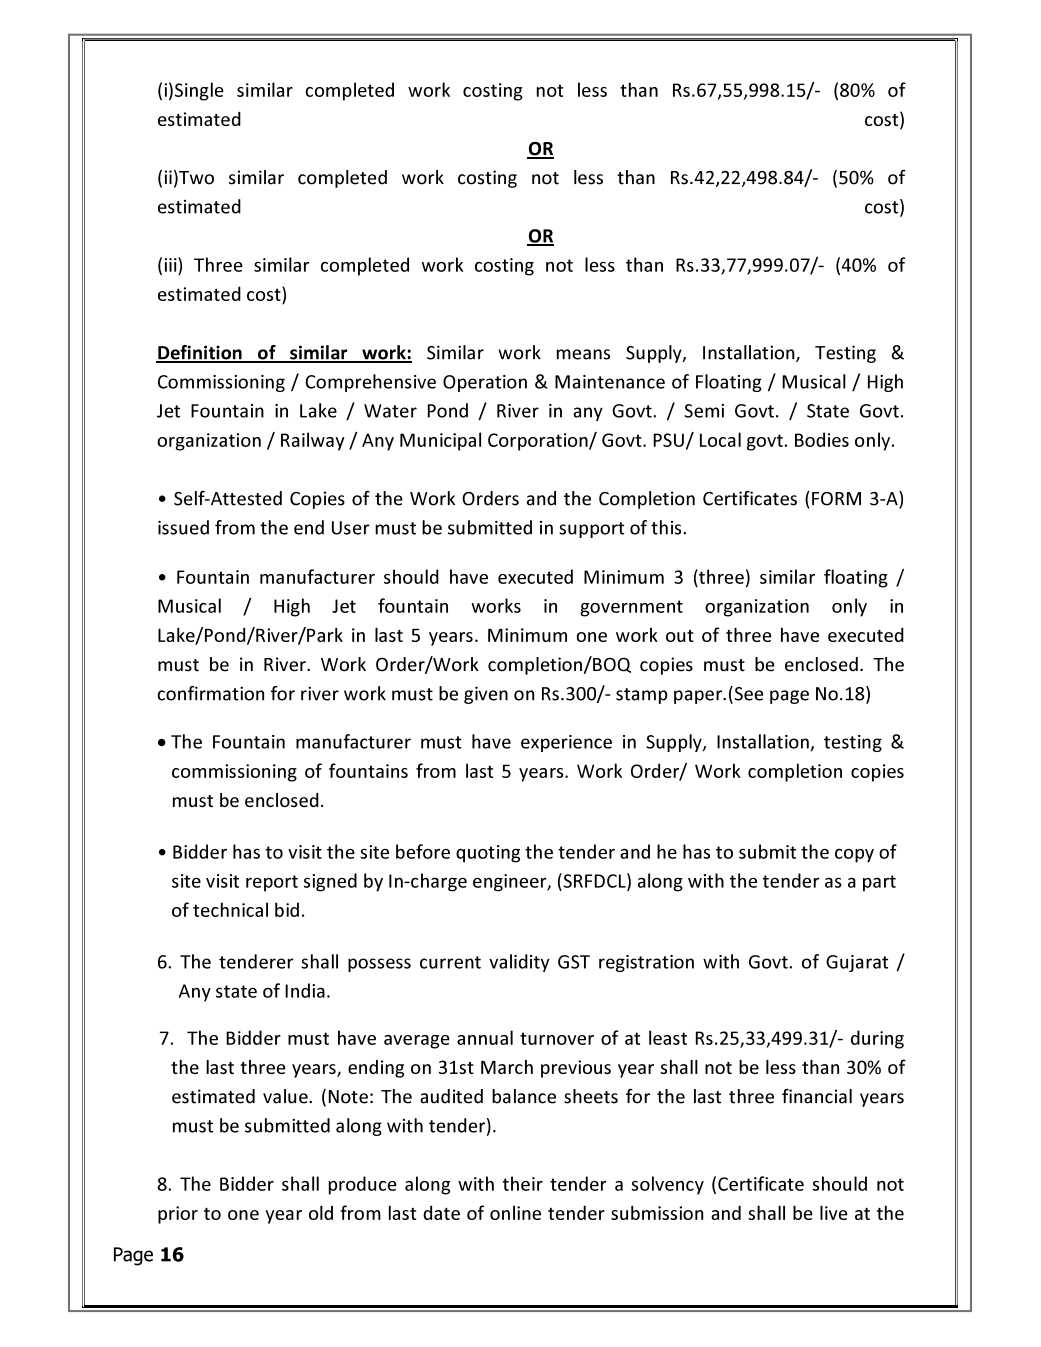 (i)Single similar completed work costing not less than Rs.67,55,998.15/- (80% of
estimated cost)
OR
(ii)Two similar completed work costing not less than Rs.42,22,498.84/- (50% of
estimated cost)
OR
(iii) Three similar completed work costing not less than Rs.33,77,999.07/- (40% of
estimated cost)
Definition of similar work: Similar work means Supply, Installation, Testing &
Commissioning / Comprehensive Operation & Maintenance of Floating / Musical / High
Jet Fountain in Lake / Water Pond / River in any Govt. / Semi Govt. / State Govt.
organization / Railway / Any Municipal Corporation/ Govt. PSU/ Local govt. Bodies only.
• Self-Attested Copies of the Work Orders and the Completion Certificates (FORM 3-A)
issued from the end User must be submitted in support of this.
• Fountain manufacturer should have executed Minimum 3 (three) similar floating /
Musical / High Jet fountain works in government organization only in
Lake/Pond/River/Park in last 5 years. Minimum one work out of three have executed
must be in River. Work Order/Work completion/BOQ copies must be enclosed. The
confirmation for river work must be given on Rs.300/- stamp paper.(See page No.18)
• The Fountain manufacturer must have experience in Supply, Installation, testing &
commissioning of fountains from last 5 years. Work Order/ Work completion copies
must be enclosed.
• Bidder has to visit the site before quoting the tender and he has to submit the copy of
site visit report signed by In-charge engineer, (SRFDCL) along with the tender as a part
of technical bid.
6. The tenderer shall possess current validity GST registration with Govt. of Gujarat /
Any state of India.
7. The Bidder must have average annual turnover of at least Rs.25,33,499.31/- during
the last three years, ending on 31st March previous year shall not be less than 30% of
estimated value. (Note: The audited balance sheets for the last three financial years
must be submitted along with tender).
8. The Bidder shall produce along with their tender a solvency (Certificate should not
prior to one year old from last date of online tender submission and shall be live at the
Page 16